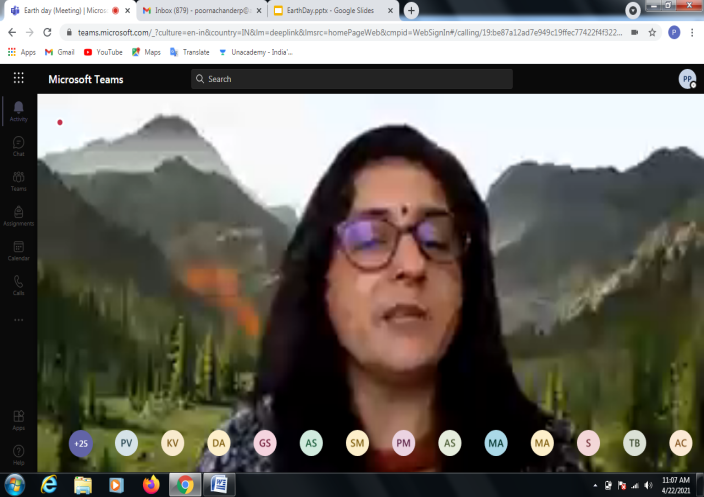 Earth day (Meeting) | Micros
Inbox (879) - poornachanderp@
EarthDay.pptx - Google Slides
teams.microsoft.com/_?culture=en-in&country=IN&lm=deeplink&lmsrc=homePageWeb&cmpid=WebSignIn#/calling/19:be87a12ad7e949c19ffec77422f4f322...
Apps Gmail YouTube Maps Translate Unacademy - India'...
Microsoft Teams
Search
PP
Activity
Chat
Teams
Assignments
Calendar
Calls
Apps
Help
+25 PV KV DA GS AS SM PM AS MA MA S TB AC
11:07 AM
4/22/2021